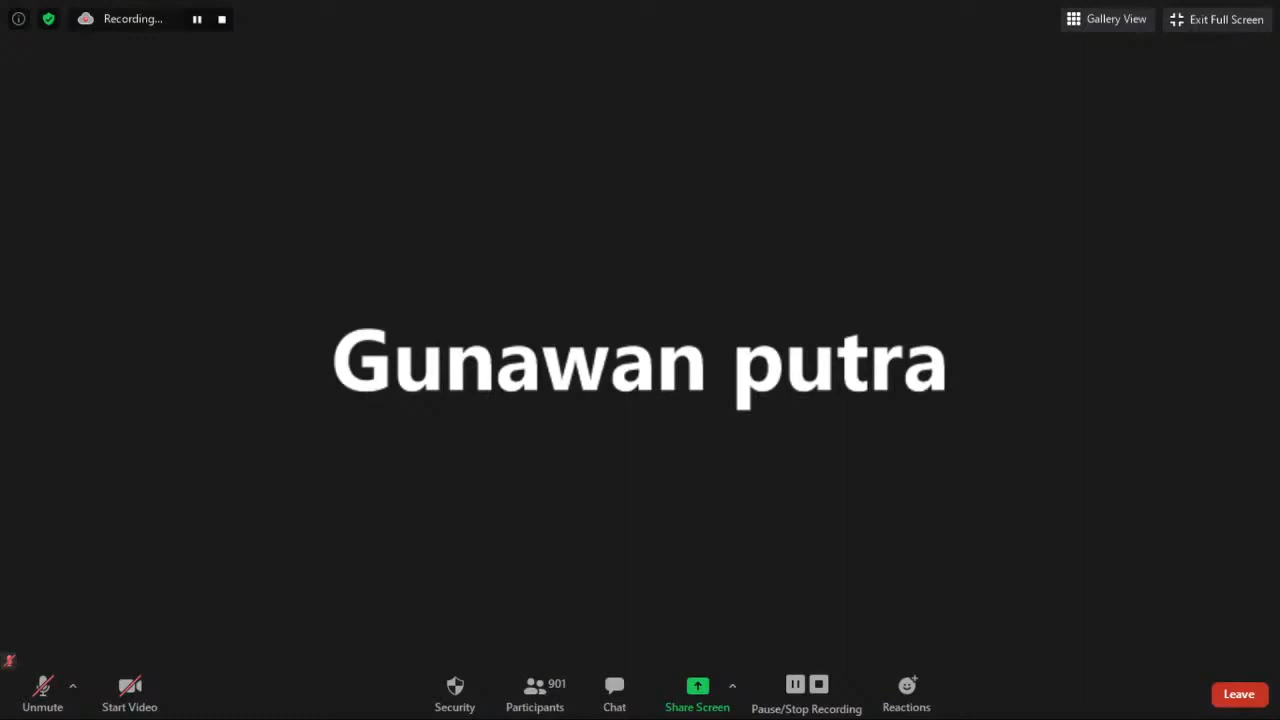 Recording...
Gallery View
Exit Full Screen
Gunawan putra
Unmute
Start Video
Security
901
Participants
Chat
Share Screen
Pause/Stop Recording
Reactions
Leave